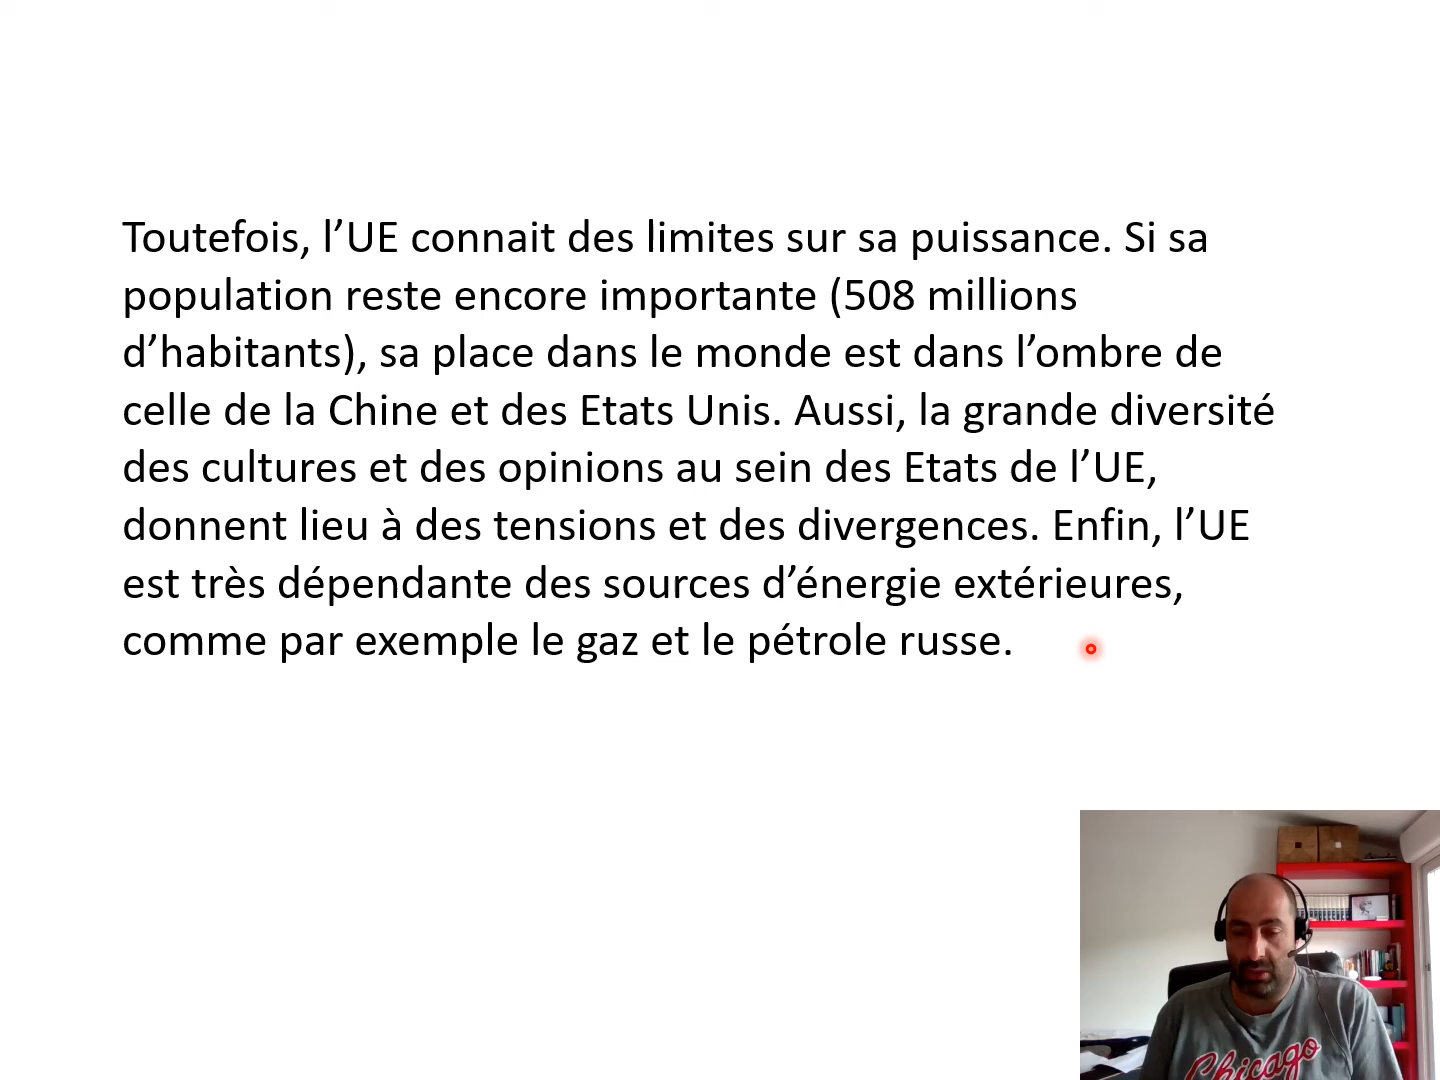 Toutefois, l’UE connait des limites sur sa puissance. Si sa
population reste encore importante (508 millions
d’habitants), sa place dans le monde est dans l’ombre de
celle de la Chine et des Etats Unis. Aussi, la grande diversité
des cultures et des opinions au sein des Etats de l’UE,
donnent lieu à des tensions et des divergences. Enfin, l’UE
est très dépendante des sources d’énergie extérieures,
comme par exemple le gaz et le pétrole russe.
Chicago